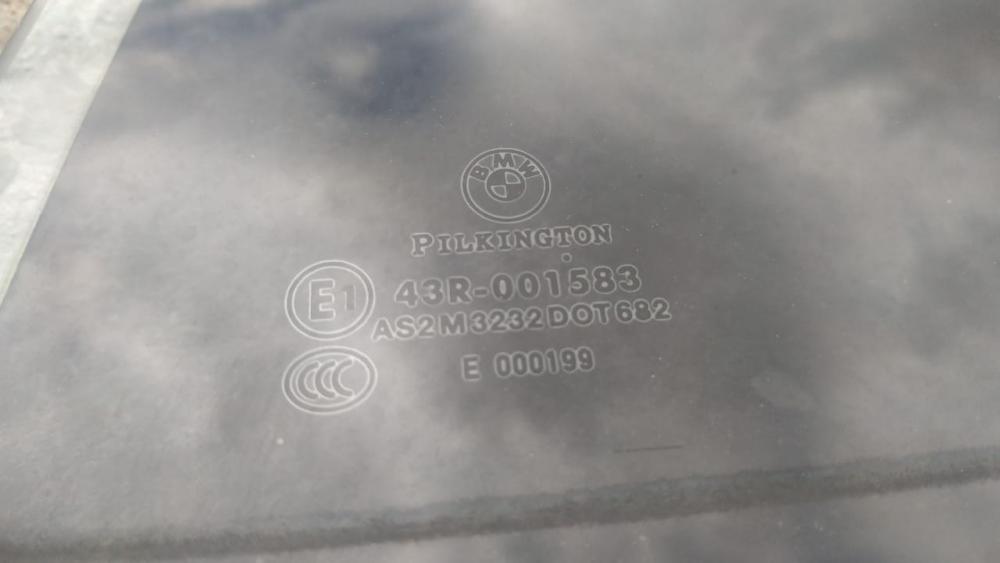 BMW
PILKINGTON
E1 43R-001583
AS2 M3232 DOT682
CCC E 000199